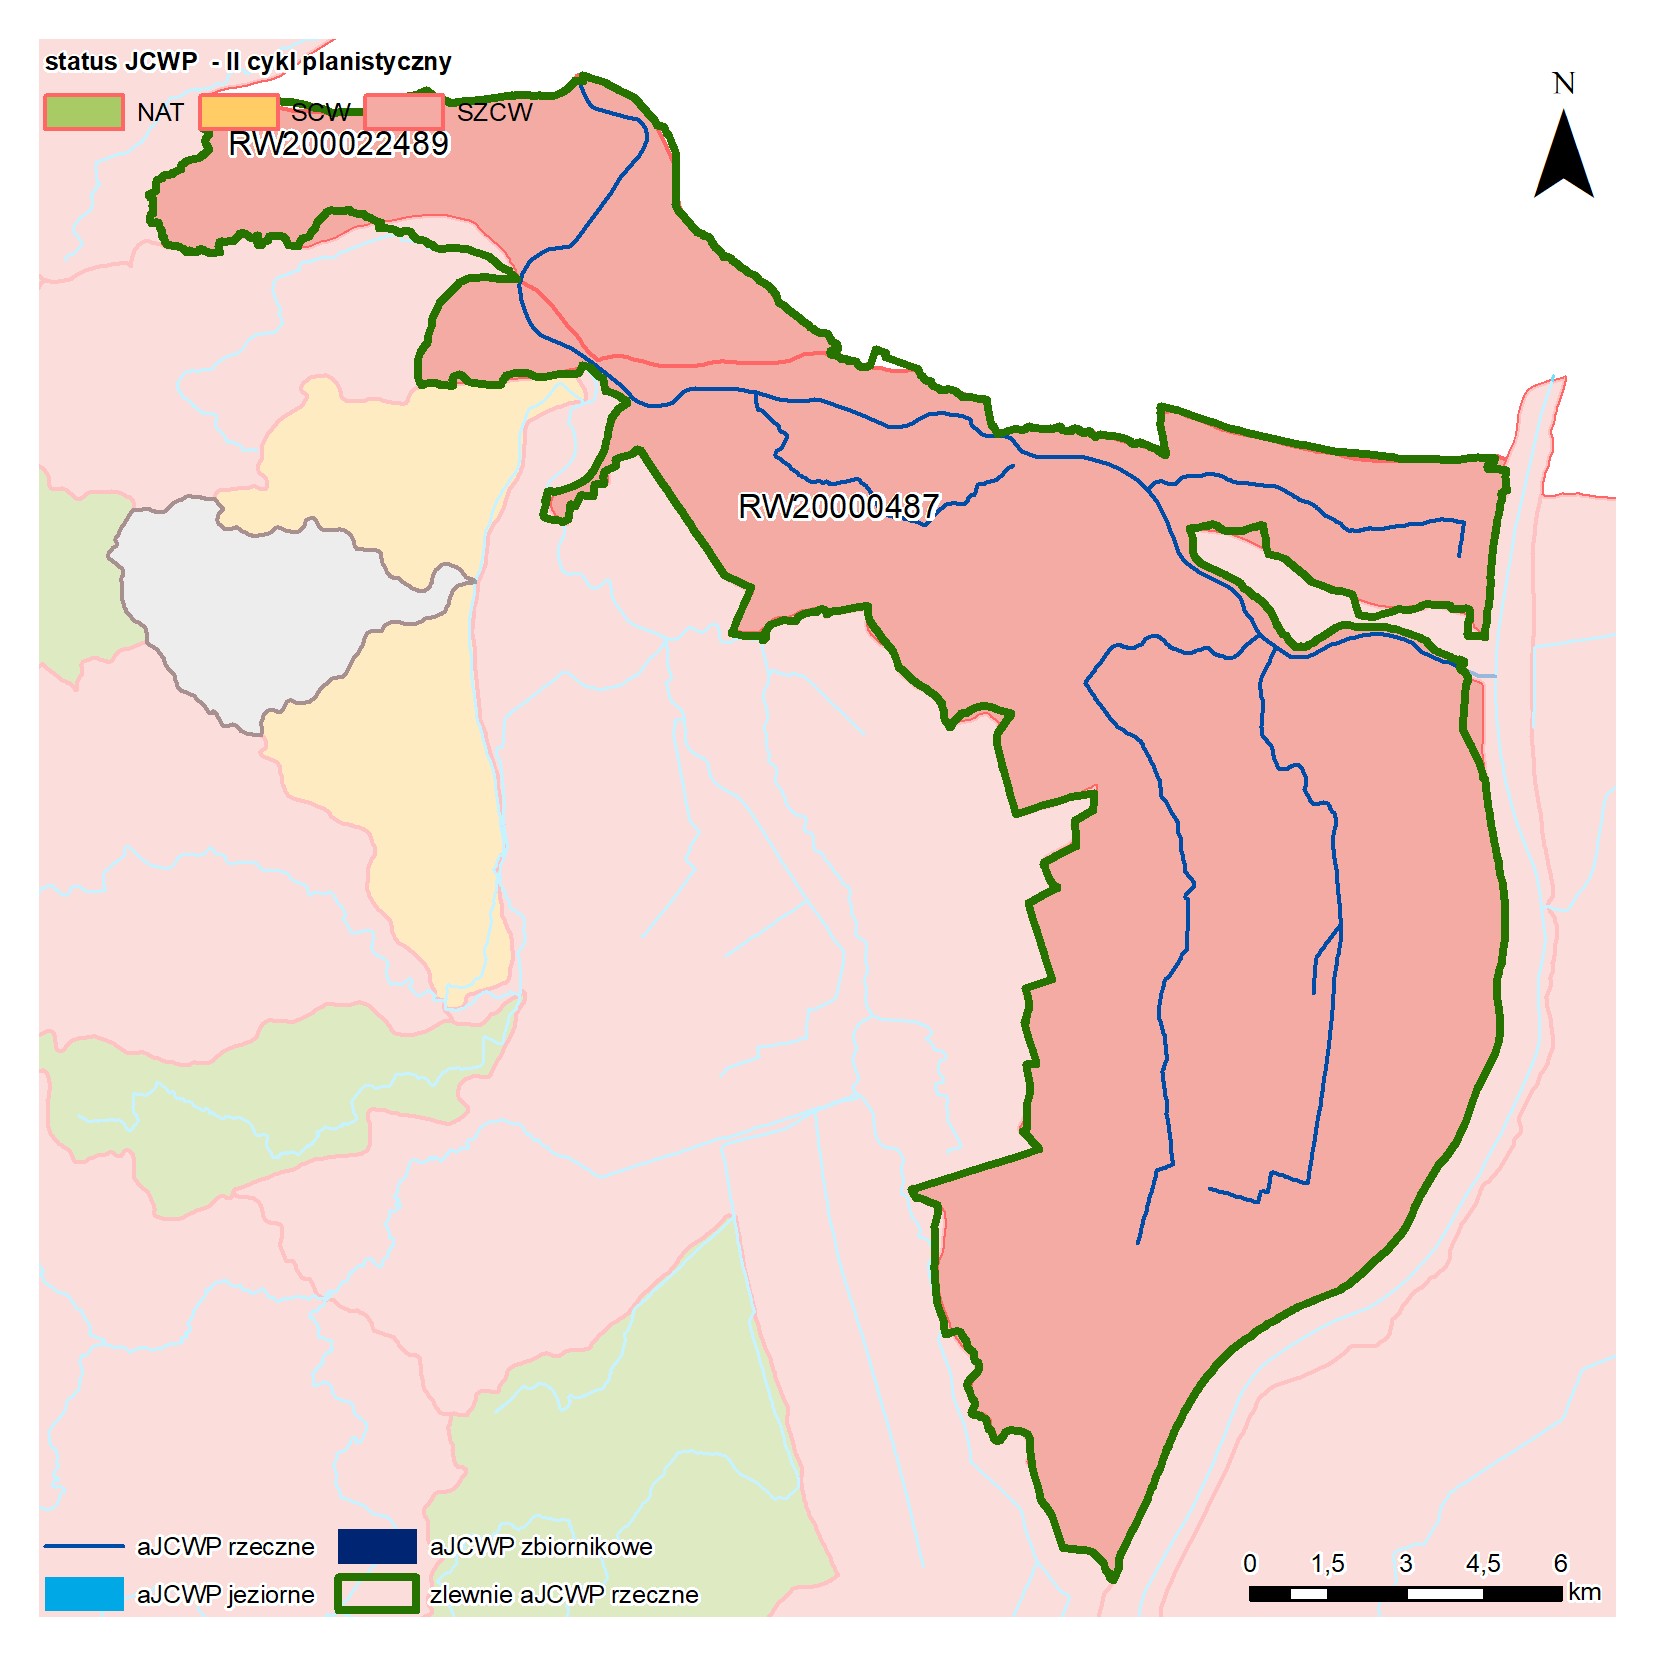 status JCWP - II cykl planistyczny
NAT SCW SZCW
RW200022489
N
RW20000487
aJCWP rzeczne aJCWP zbiornikowe
aJCWP jeziorne zlewnie aJCWP rzeczne
0 1,5 3 4,5 6
km